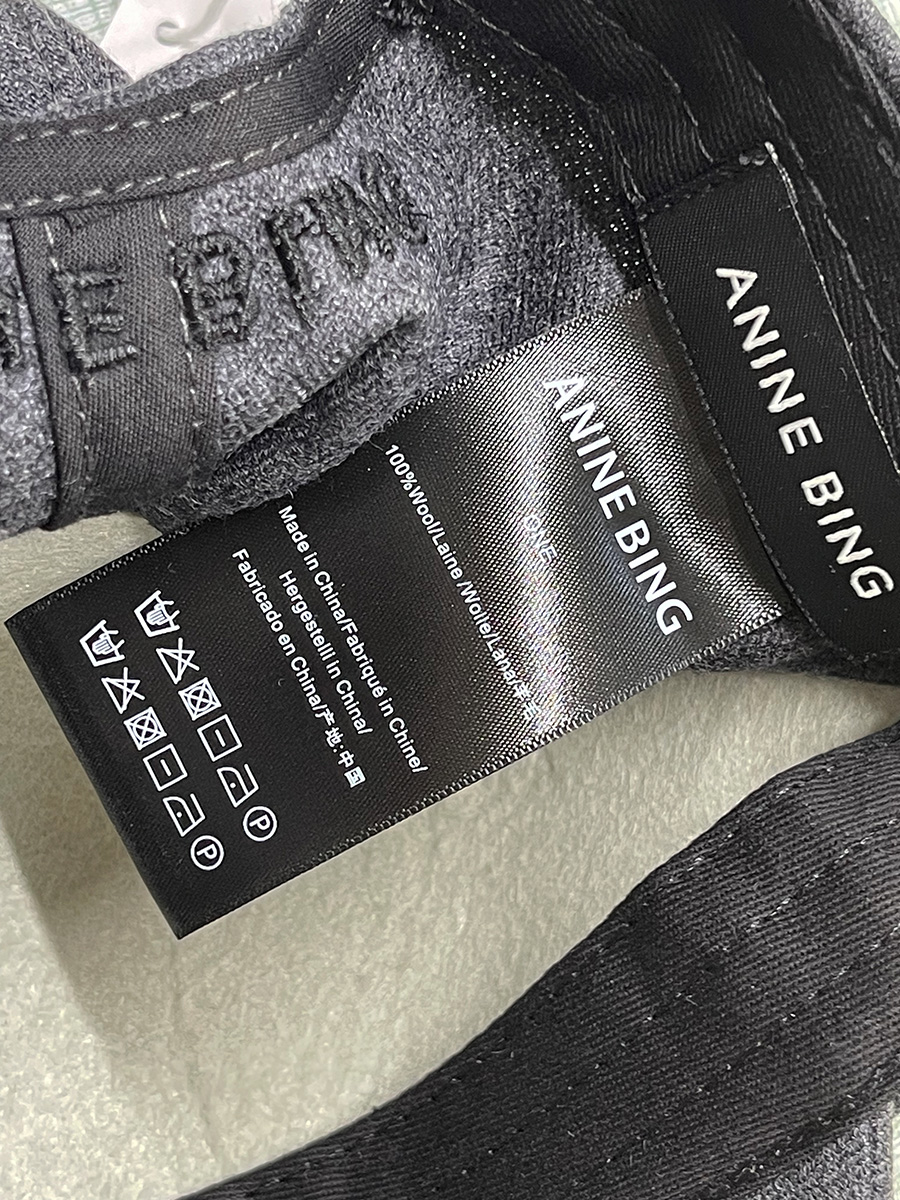 ANINE BING
ANINE BING
ONE
100%Wool/Laine /Wolle/Lana/羊毛
Made in China/Fabriqué in Chine/
Hergestelll in China/
Fabricado en China/产地:中国
P
P